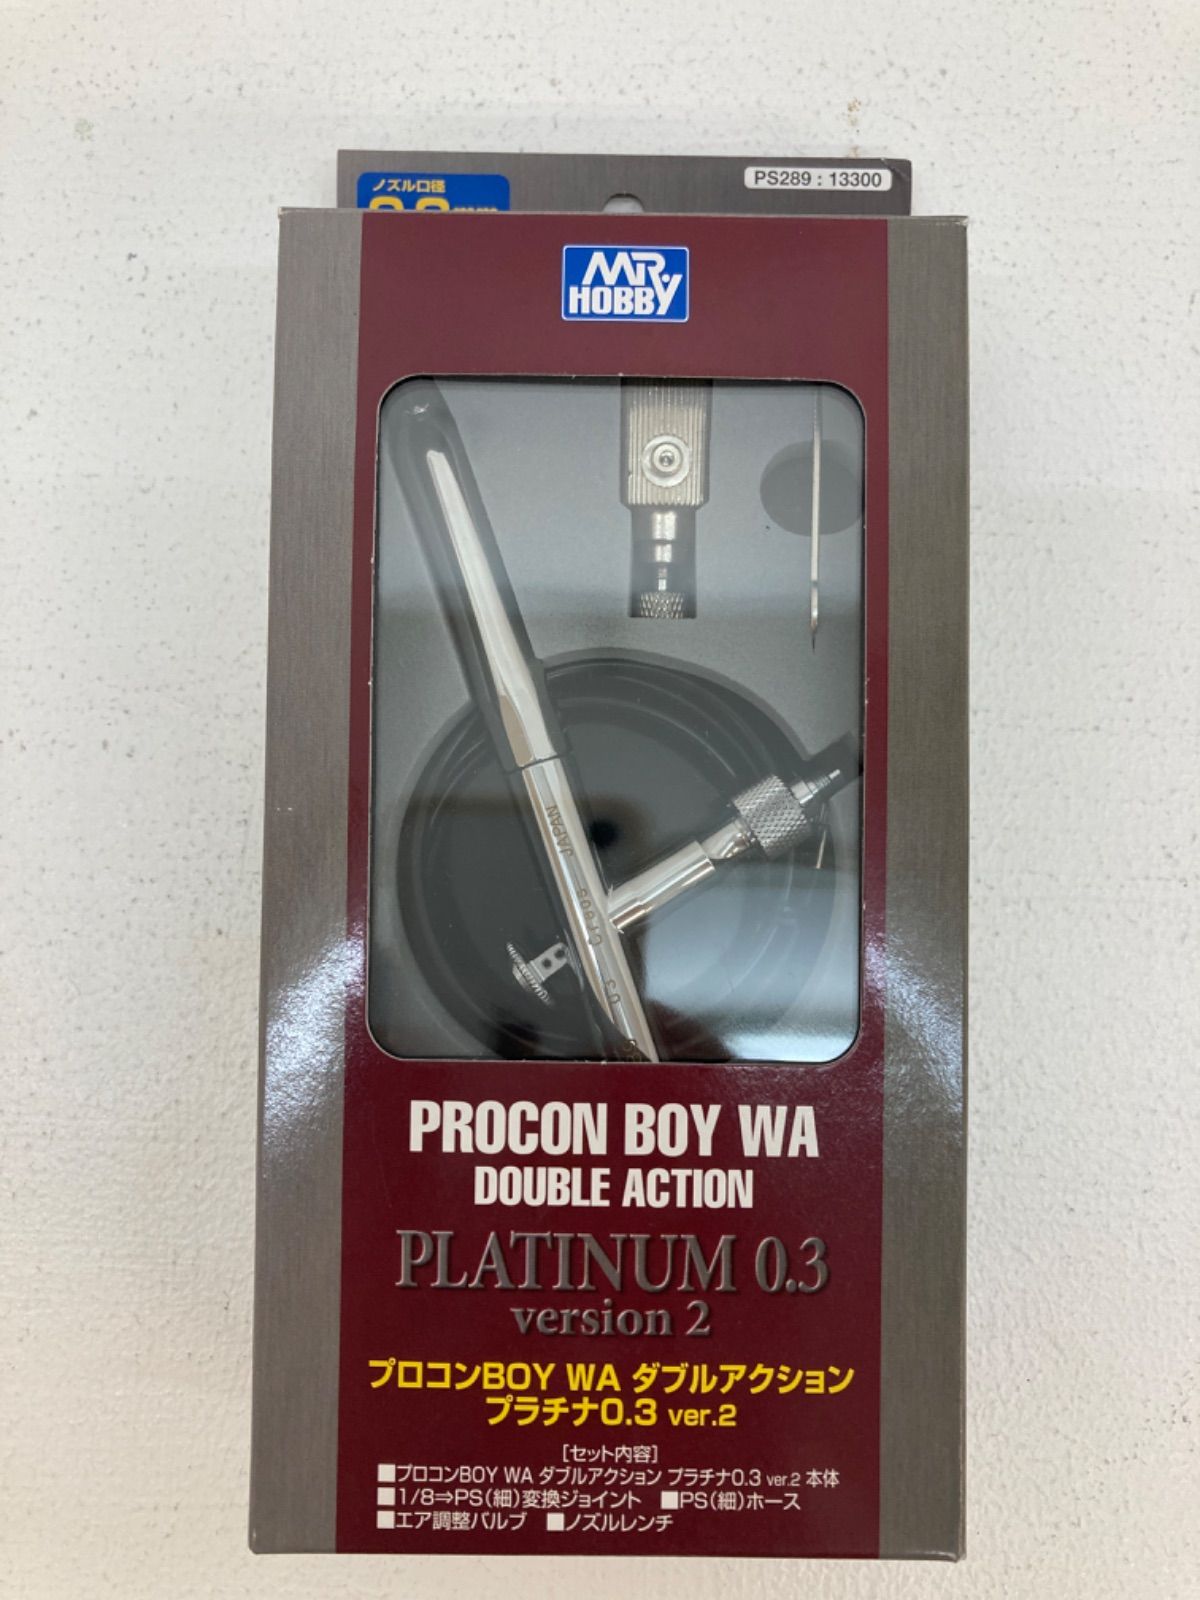 ノズル口径
PS289 : 13300
MR. HOBBY
JAPAN
Creos
0.3
PROCON BOY WA
DOUBLE ACTION
PLATINUM 0.3
version 2
プロコンBOY WA ダブルアクション
プラチナ0.3 ver.2
[セット内容]
■プロコンBOY WA ダブルアクション プラチナ0.3 ver.2 本体
■1/8⇒PS(細)変換ジョイント ■PS(細)ホース
■エア調整バルブ ■ノズルレンチ